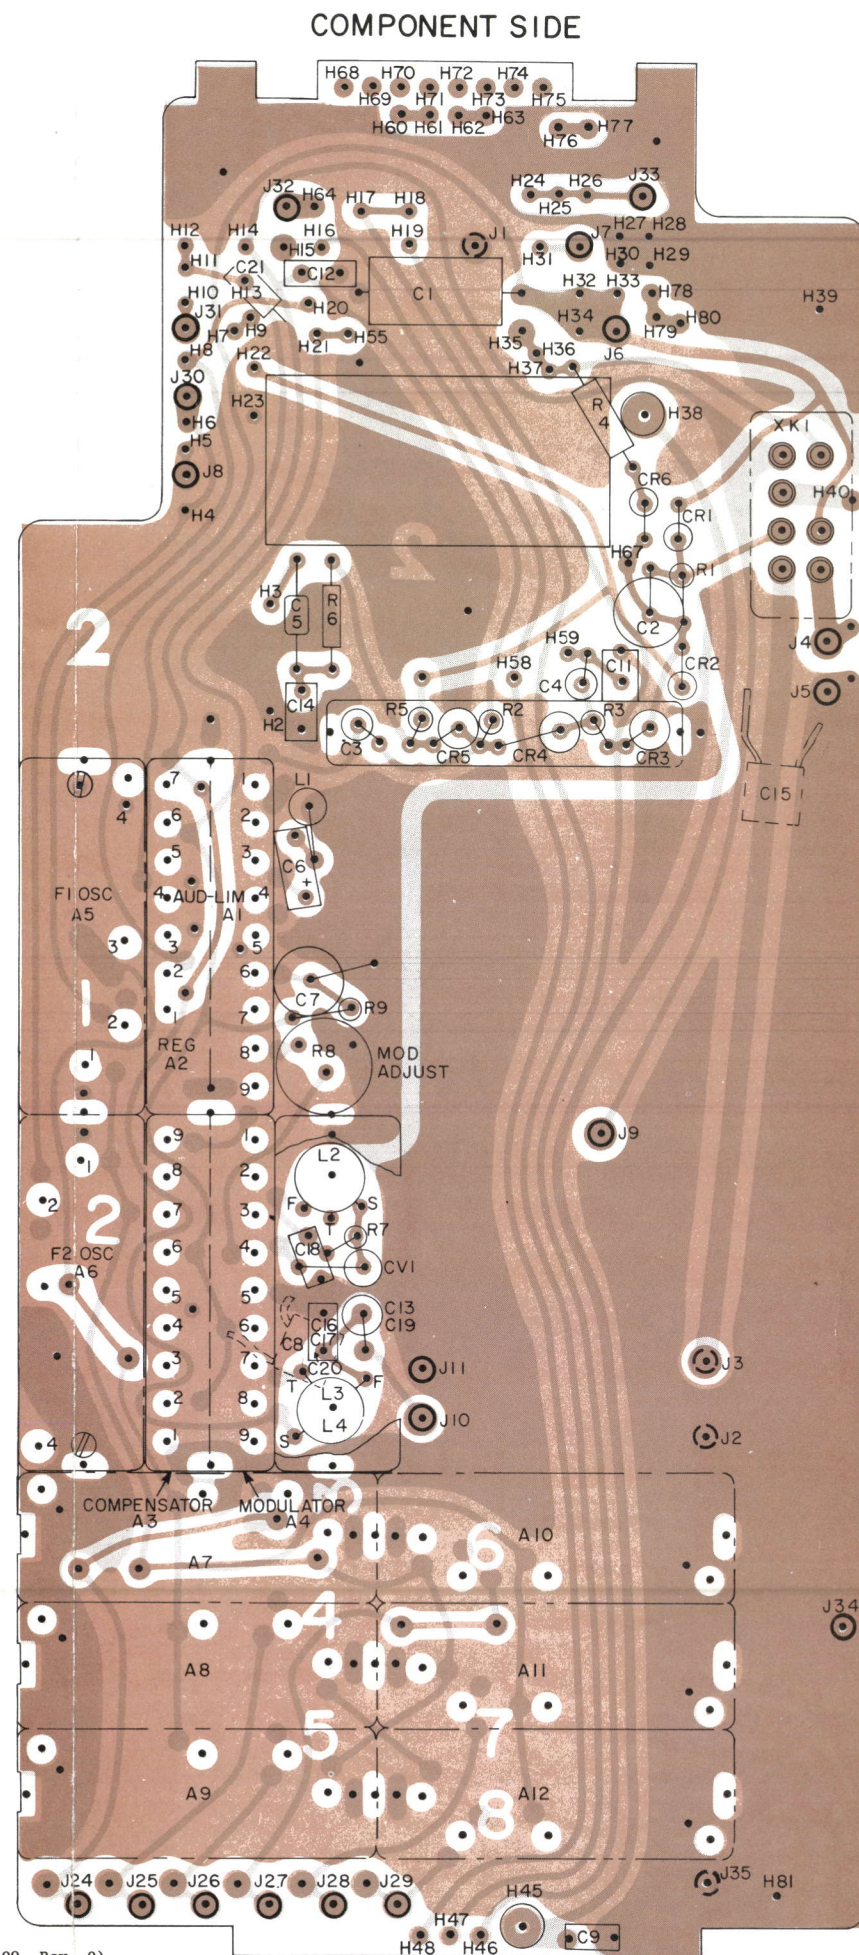 COMPONENT SIDE
H68 H70 H72 H74
H69 H71 H73 H75
H60 H61 H62 H63
H76 H77
J32 H64 H17 H18 H24 H26 J33
H25
H12 H14 H15 H16 H19 J1 H31 J7 H27 H28
H11 C21 C12 H30 H29
H10 H13 H20 C1 H32 H33 H78 H39
J31 H7 H9 H21 H55 H35 H34 J6 H79 H80
H8 H22 H36
J30 H37
H6 H23 R4 H38
XK1
H5
J8 CR6 H40
H4 CR1
H67 R1
H3 C5 R6 C2
2 J4
H59 C11 CR2
H58 C4 J5
C14 R5 R2 R3
H2 C3 CR5 CR4 CR3
7 1 L1 C15
4 6 2
5 3 C6
F1 OSC 4 AUD-LIM 4 +
A5 A1
3 3 5
2 6 C7
1 1 7 R9
2 REG
A2 8 R8 MOD
1 9 ADJUST
J9
9 1 L2
1 8 2
2 2 7 3 F S
T R7
F2 OSC 6 4 C18
A6 CV1
5 5 C13
4 6 C16 C19
C8 C17
3 7 C20 J11 J3
T F
2 8 L3
L4 J10
4 1 9 S J2
COMPENSATOR MODULATOR
A3 A4 3
A7 6 A10
4 J34
A8 A11
5 7
A9 A12
8
J24 J25 J26 J27 J28 J29 J35
H81
H45
H47
H48 H46 C9